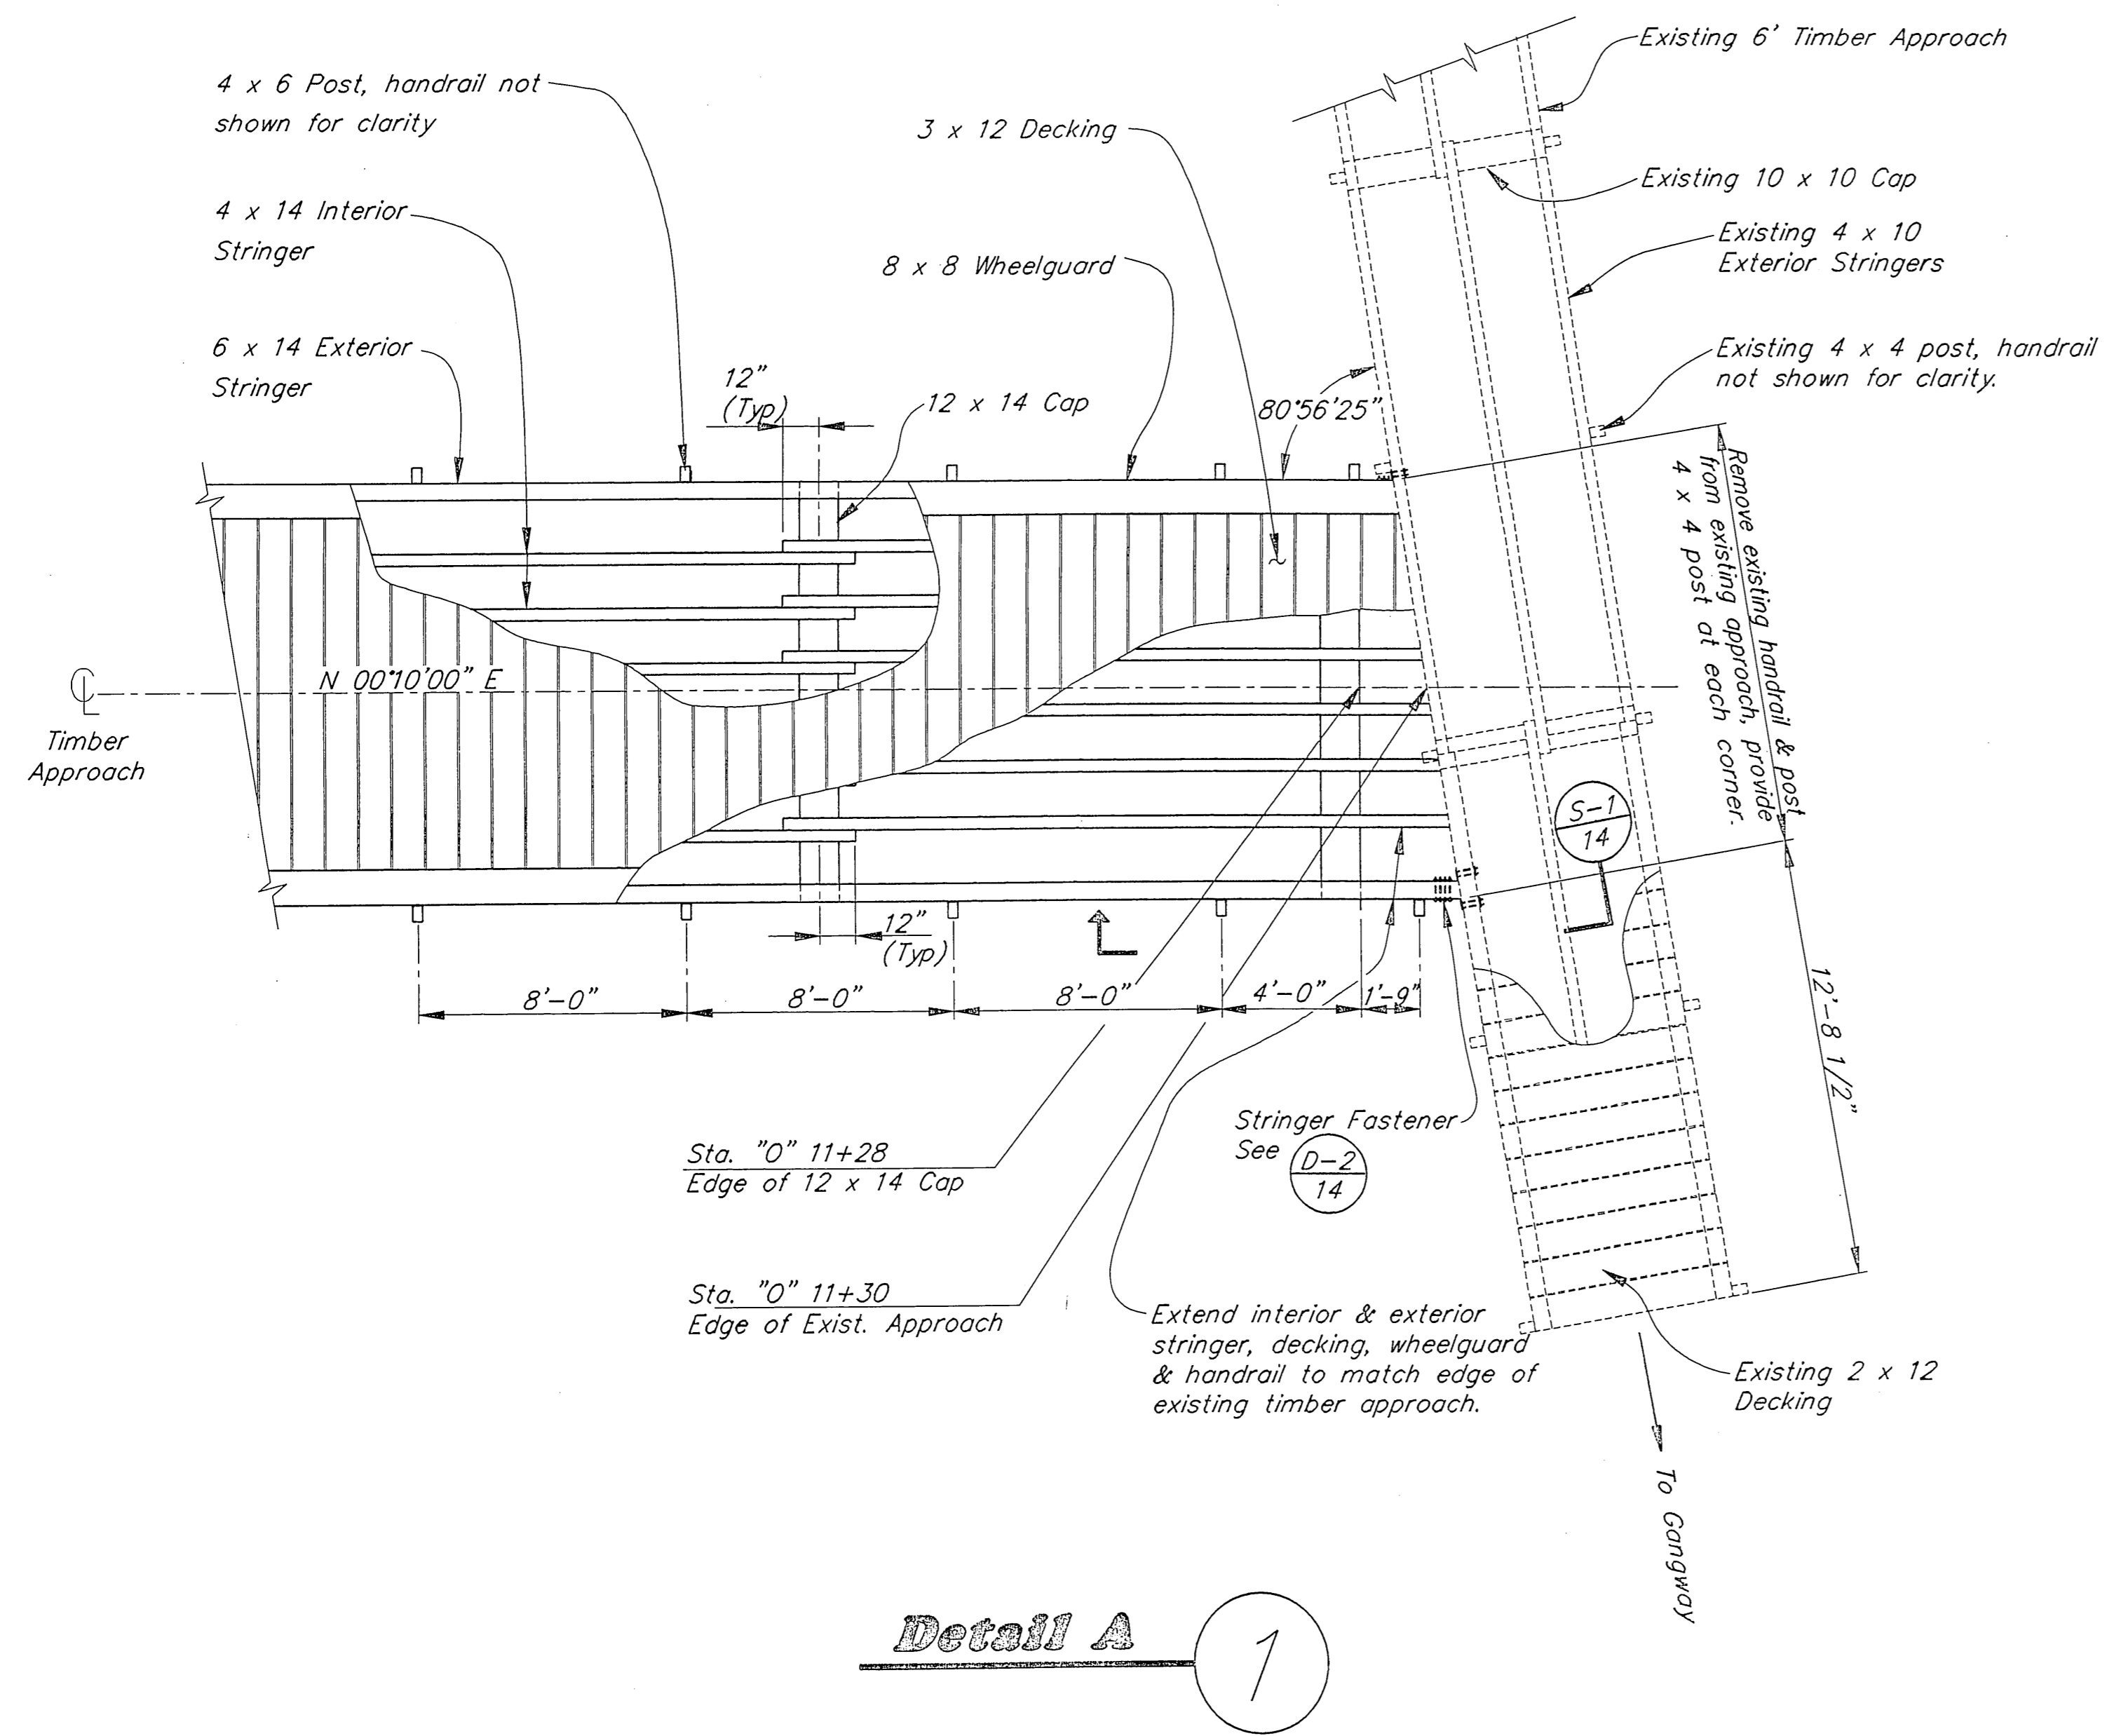 Existing 6' Timber Approach
4 x 6 Post, handrail not
shown for clarity
3 x 12 Decking
Existing 10 x 10 Cap
4 x 14 Interior
Stringer
Existing 4 x 10
Exterior Stringers
8 x 8 Wheelguard
6 x 14 Exterior
Stringer
Existing 4 x 4 post, handrail
not shown for clarity.
12"
(Typ)
12 x 14 Cap
80°56'25"
Remove existing handrail & post
from existing approach, provide
4 x 4 post at each corner.
N 00°10'00" E
℄
Timber
Approach
S-1
14
12"
(Typ)
8'-0"
8'-0"
8'-0"
4'-0"
1'-9"
12'-8 1/2"
Stringer Fastener
See
D-2
14
Sta. "O" 11+28
Edge of 12 x 14 Cap
Sta. "O" 11+30
Edge of Exist. Approach
Extend interior & exterior
stringer, decking, wheelguard
& handrail to match edge of
existing timber approach.
Existing 2 x 12
Decking
To Gangway
Detail A
1